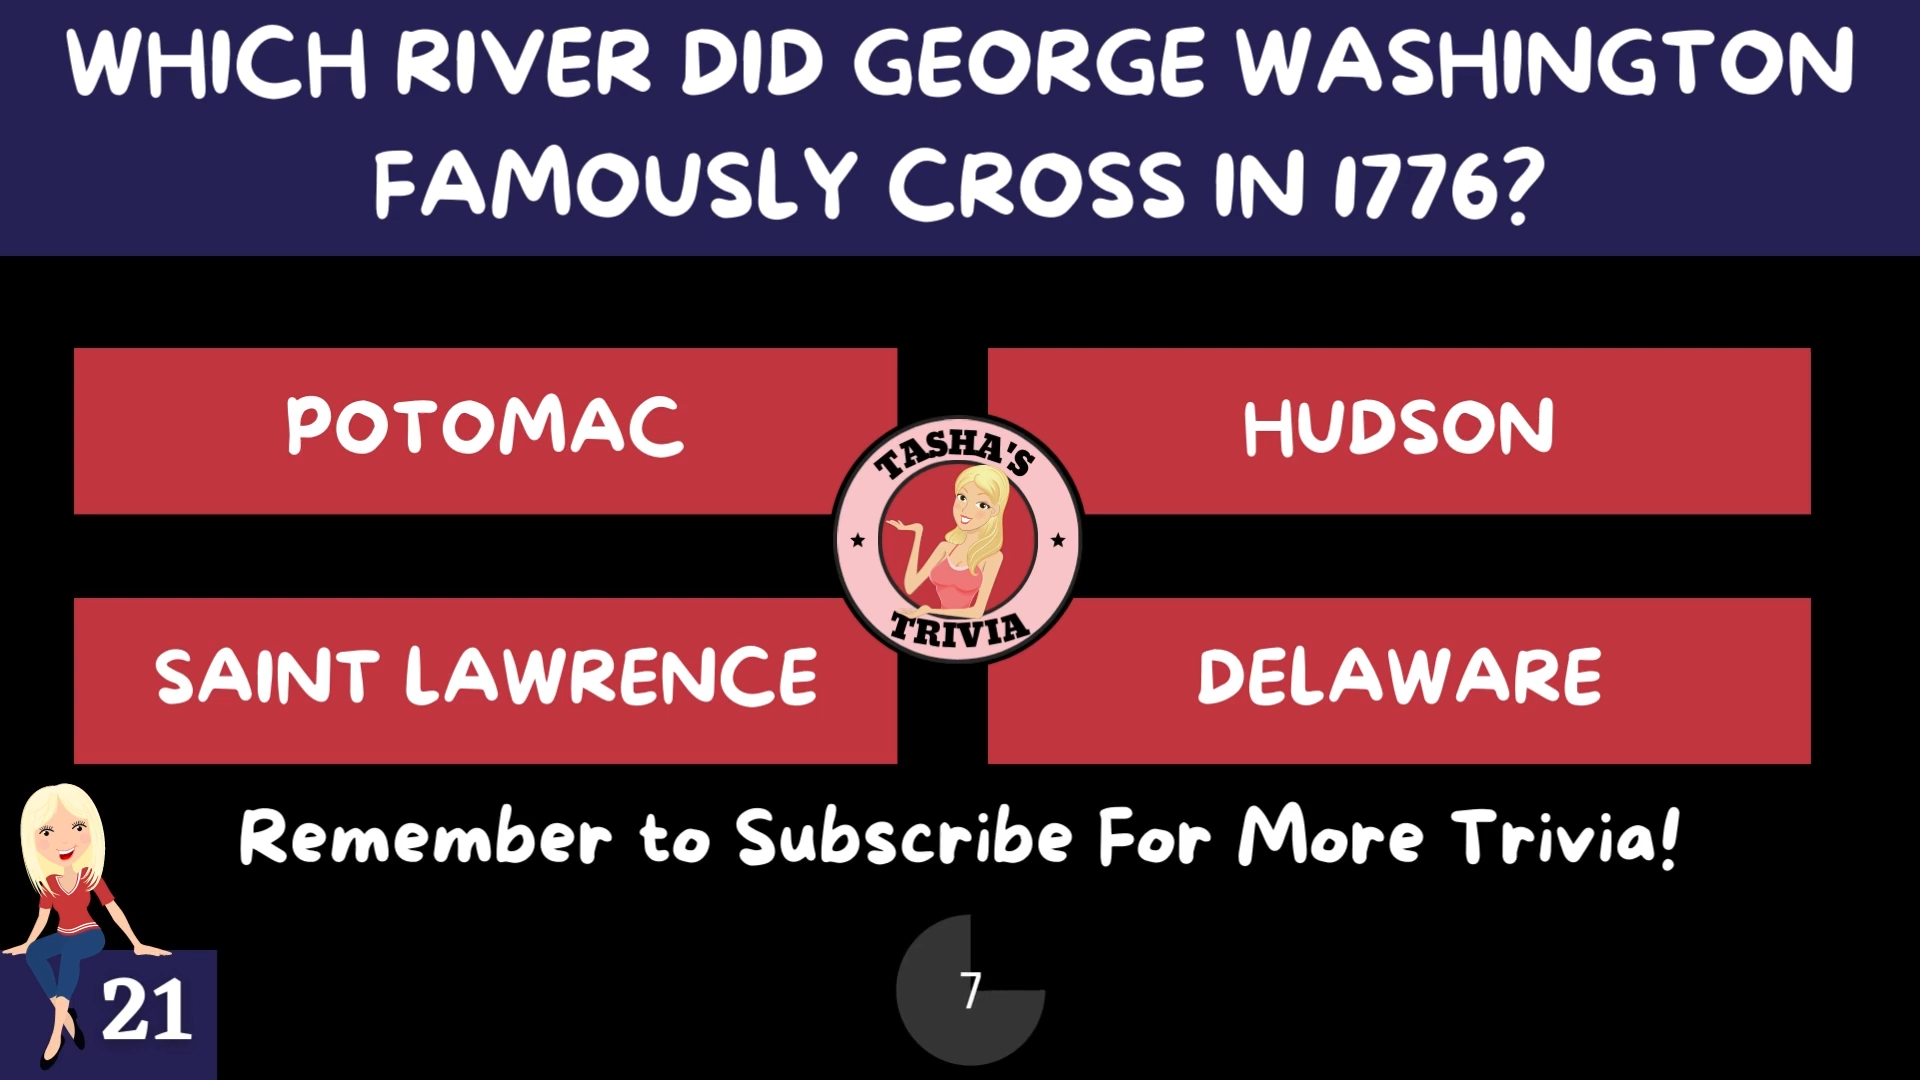 WHICH RIVER DID GEORGE WASHINGTON
FAMOUSLY CROSS IN 1776?
POTOMAC
HUDSON
TASHA'S
TRIVIA
SAINT LAWRENCE
DELAWARE
Remember to Subscribe For More Trivia!
21
7